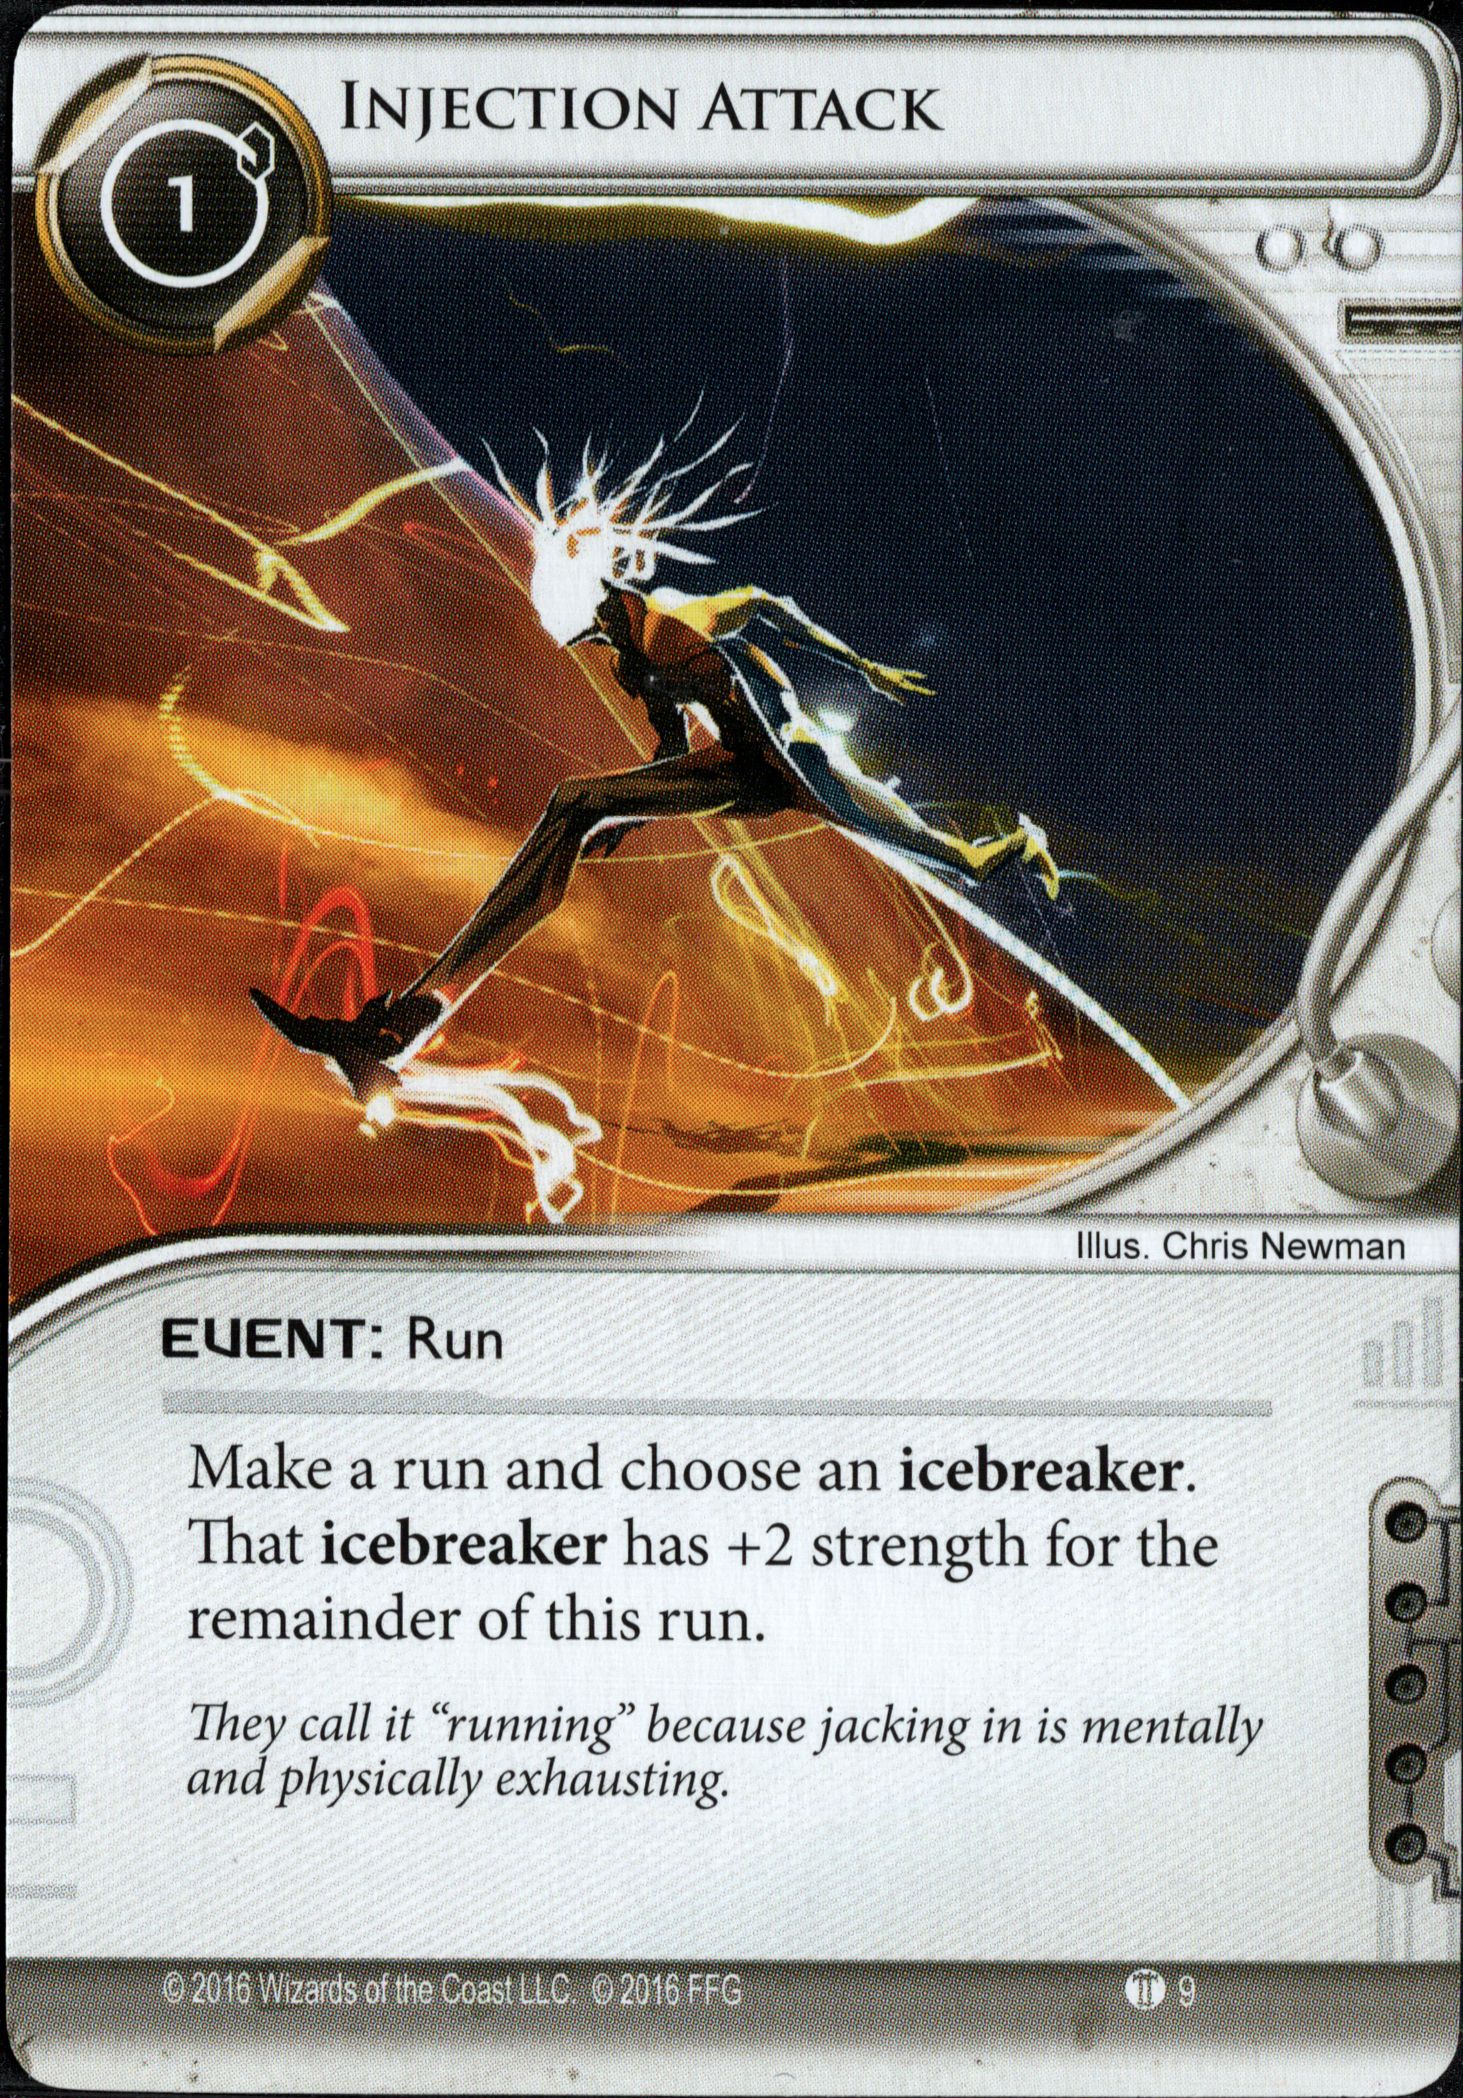 1
INJECTION ATTACK
Illus. Chris Newman
EVENT: Run
Make a run and choose an icebreaker.
That icebreaker has +2 strength for the
remainder of this run.
They call it “running” because jacking in is mentally
and physically exhausting.
© 2016 Wizards of the Coast LLC. © 2016 FFG
9